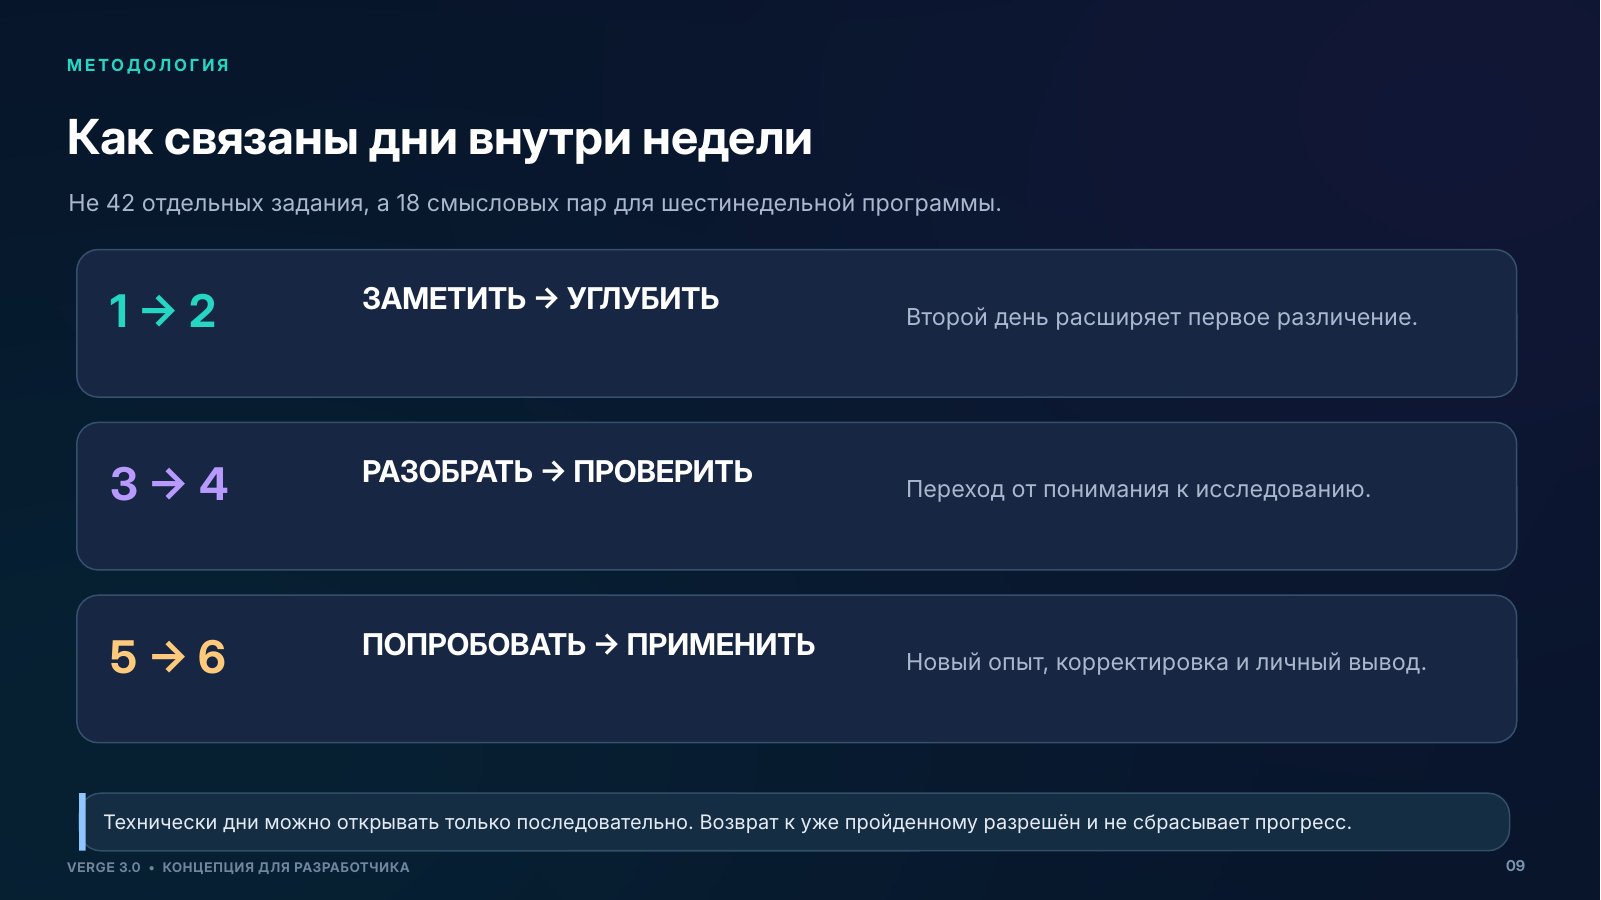 МЕТОДОЛОГИЯ
Как связаны дни внутри недели
Не 42 отдельных задания, а 18 смысловых пар для шестинедельной программы.
1 → 2
ЗАМЕТИТЬ → УГЛУБИТЬ
Второй день расширяет первое различение.
3 → 4
РАЗОБРАТЬ → ПРОВЕРИТЬ
Переход от понимания к исследованию.
5 → 6
ПОПРОБОВАТЬ → ПРИМЕНИТЬ
Новый опыт, корректировка и личный вывод.
Технически дни можно открывать только последовательно. Возврат к уже пройденному разрешён и не сбрасывает прогресс.
VERGE 3.0 • КОНЦЕПЦИЯ ДЛЯ РАЗРАБОТЧИКА
09